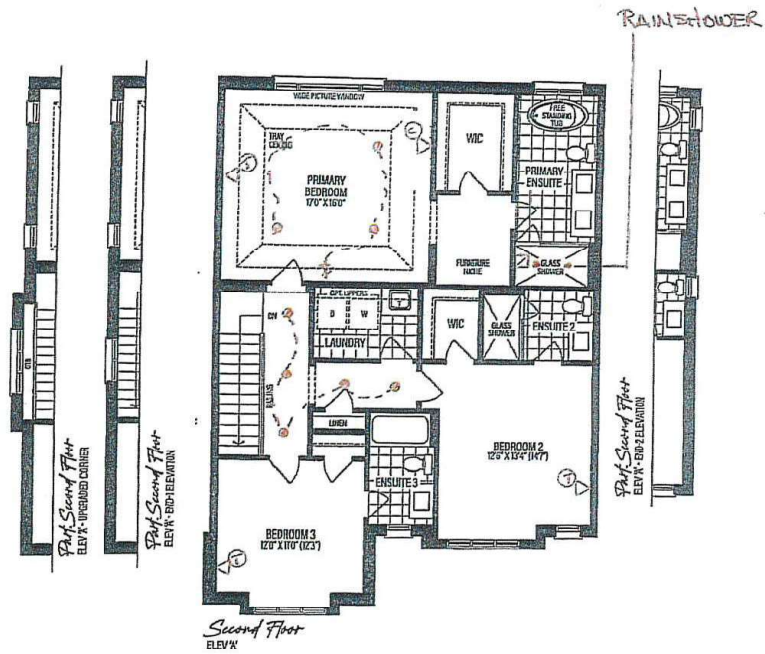 RAINSHOWER
WIDE PICTURE WINDOW
TRAY
CEILING
PRIMARY
BEDROOM
17'0" X 16'0"
WIC
FREE
STANDING
TUB
PRIMARY
ENSUITE
FURNITURE
NICHE
GLASS
SHOWER
OPT. UPPERS
D
W
LAUNDRY
WIC
GLASS
SHOWER
ENSUITE 2
RAILING
LINEN
BEDROOM 2
12'6" X 13'4" (14'7")
ENSUITE 3
BEDROOM 3
12'0" X 11'0" (12'3")
Second Floor
ELEV 'A'
Part. Second Floor
ELEV 'A' - UPGRADED CORNER
Part. Second Floor
ELEV 'A' - END-1 ELEVATION
Part. Second Floor
ELEV 'A' - END-2 ELEVATION